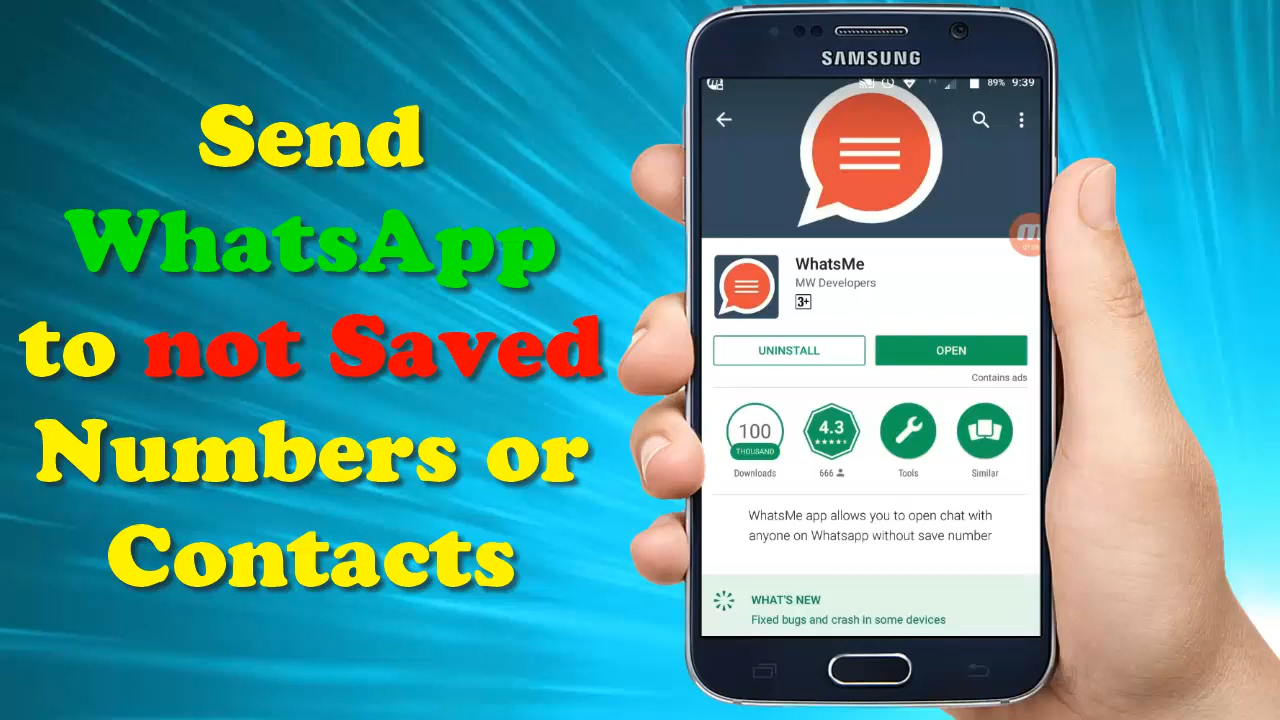 Send
WhatsApp
to not Saved
Numbers or
Contacts
SAMSUNG
89% 9:39
WhatsMe
MW Developers
3+
UNINSTALL
OPEN
Contains ads
100
THOUSAND
Downloads
4.3
666
Tools
Similar
WhatsMe app allows you to open chat with
anyone on Whatsapp without save number
WHAT'S NEW
Fixed bugs and crash in some devices